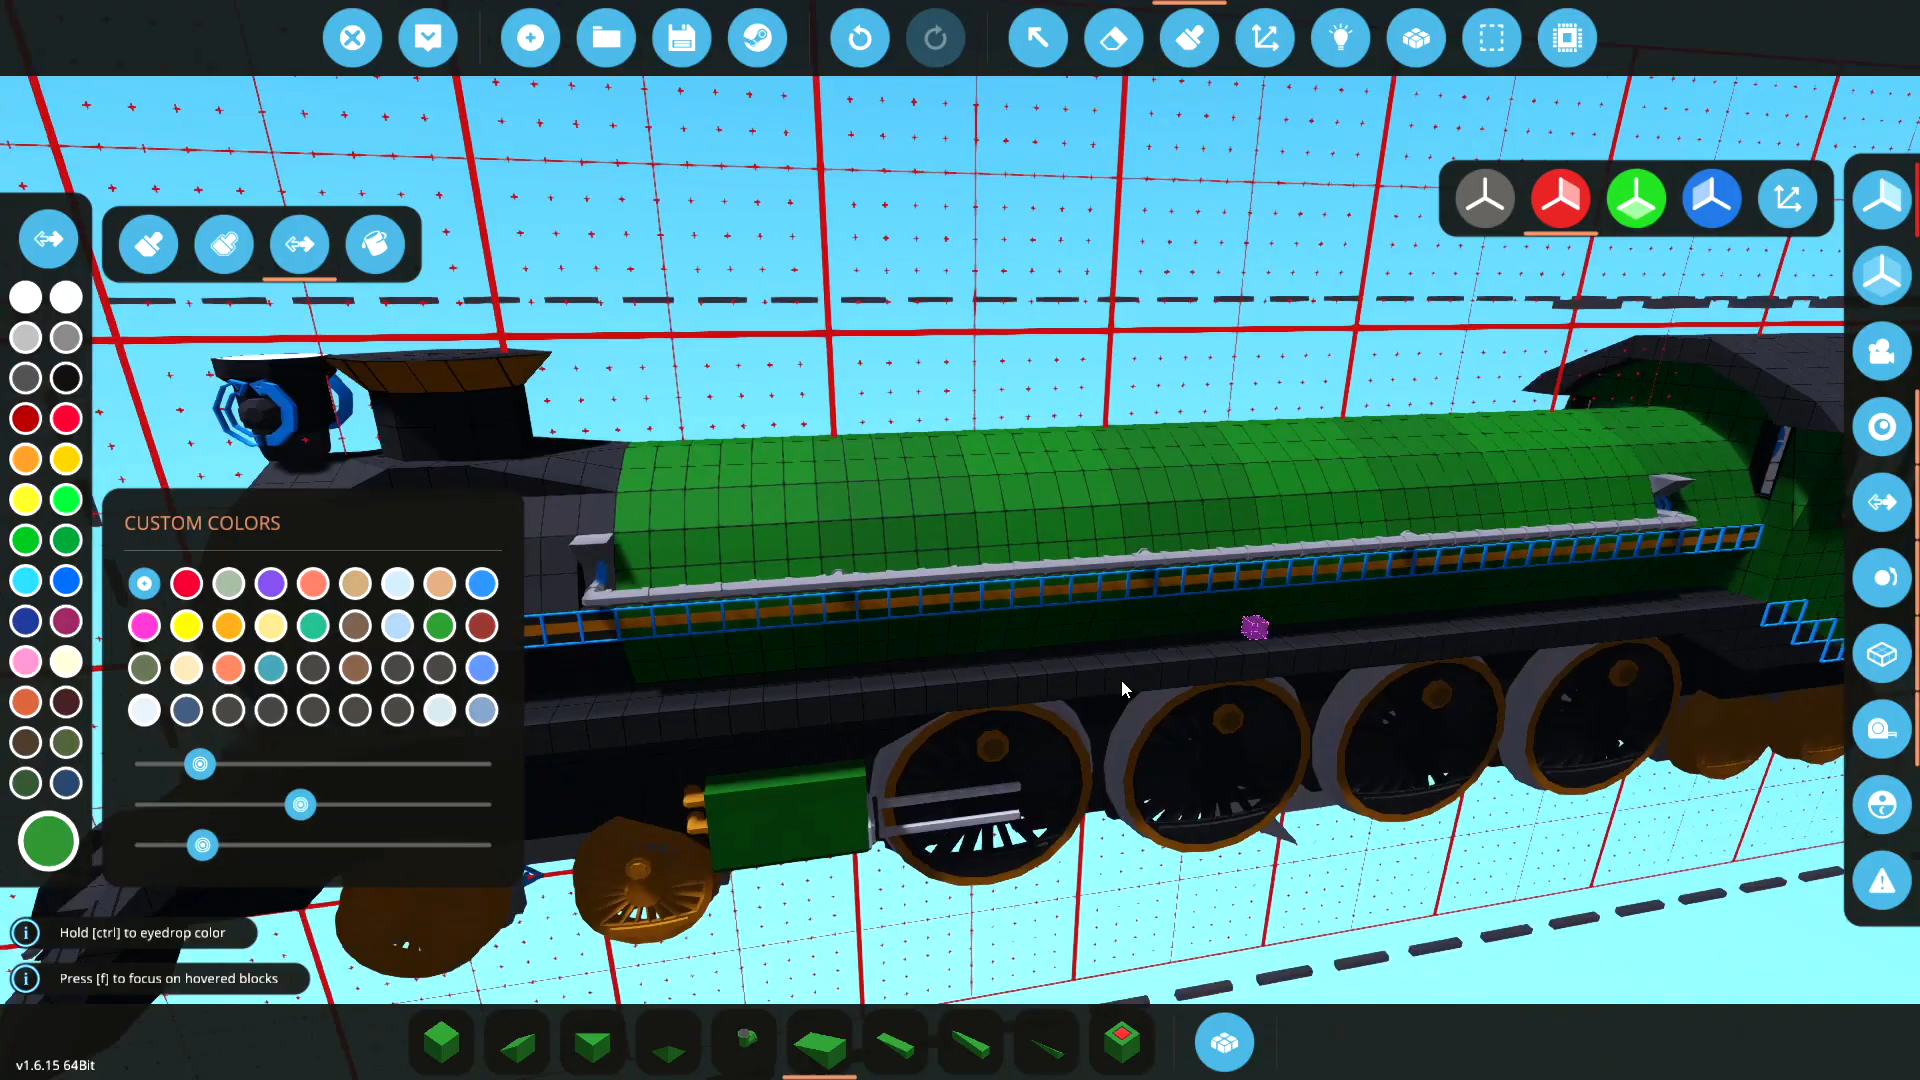 CUSTOM COLORS
Hold [ctrl] to eyedrop color
Press [f] to focus on hovered blocks
v1.6.15 64Bit